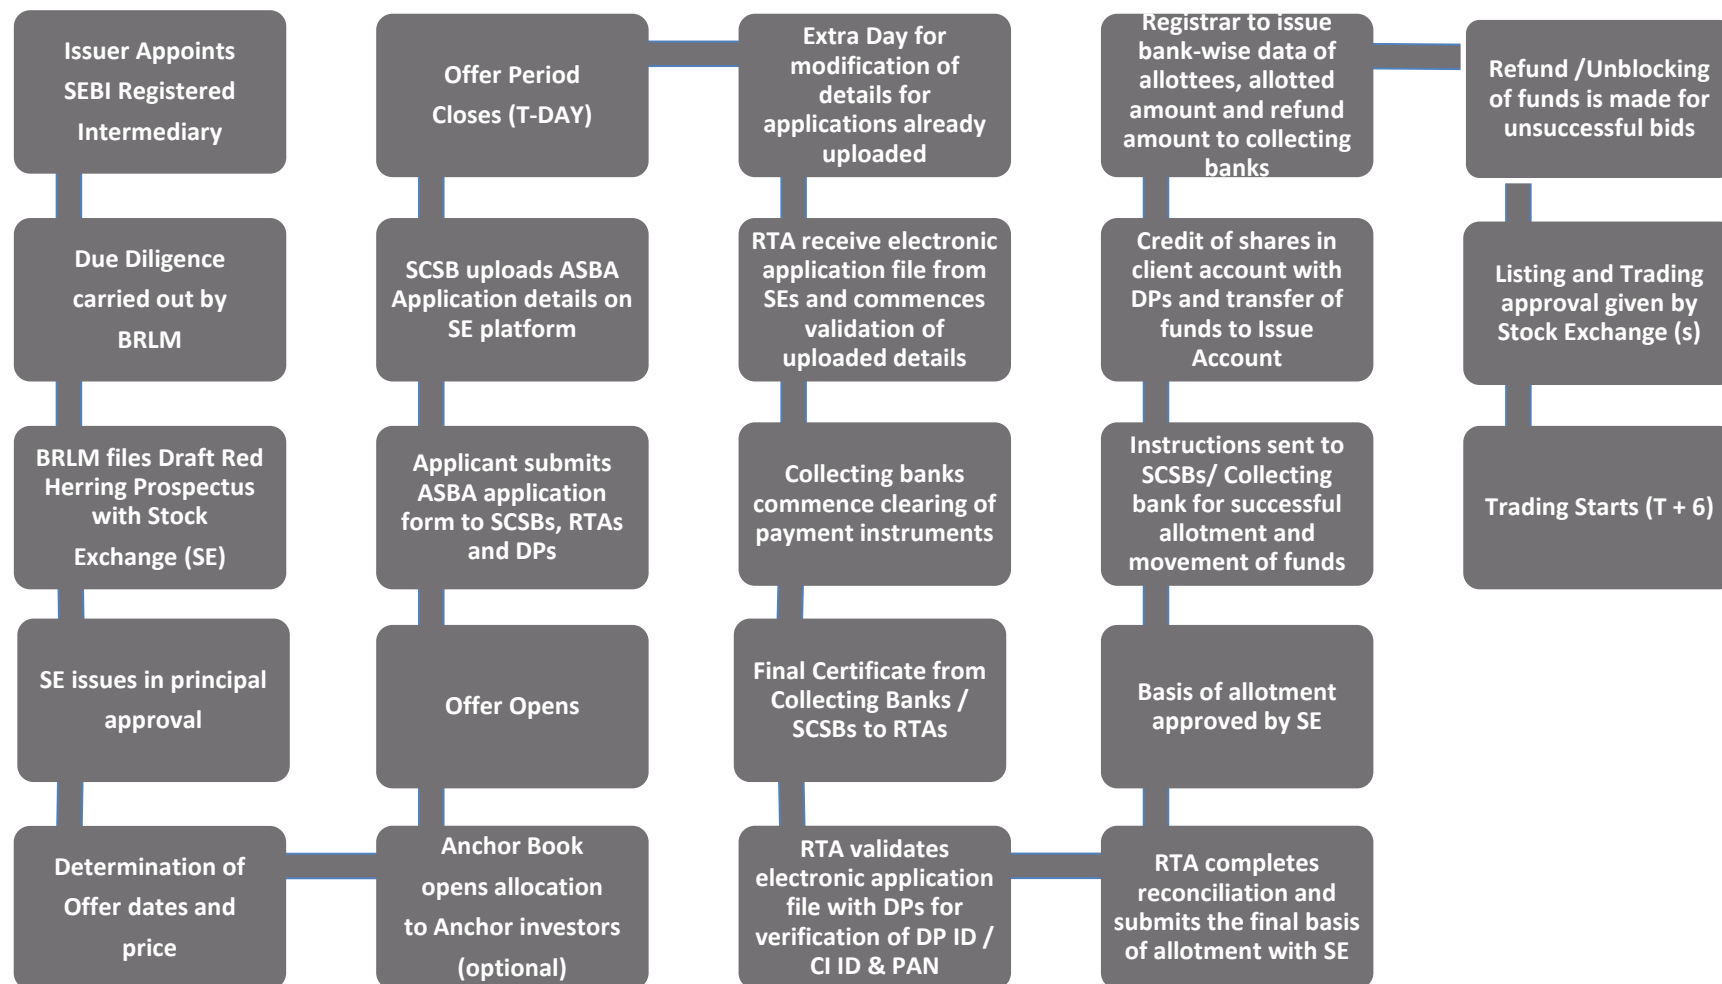 Issuer Appoints
SEBI Registered
Intermediary
Due Diligence
carried out by
BRLM
BRLM files Draft Red
Herring Prospectus
with Stock
Exchange (SE)
SE issues in principal
approval
Determination of
Offer dates and
price
Anchor Book
opens allocation
to Anchor investors
(optional)
Offer Opens
Applicant submits
ASBA application
form to SCSBs, RTAs
and DPs
SCSB uploads ASBA
Application details on
SE platform
Offer Period
Closes (T-DAY)
Extra Day for
modification of
details for
applications already
uploaded
RTA receive electronic
application file from
SEs and commences
validation of
uploaded details
Collecting banks
commence clearing of
payment instruments
Final Certificate from
Collecting Banks /
SCSBs to RTAs
RTA validates
electronic application
file with DPs for
verification of DP ID /
CI ID & PAN
RTA completes
reconciliation and
submits the final basis
of allotment with SE
Basis of allotment
approved by SE
Instructions sent to
SCSBs/ Collecting
bank for successful
allotment and
movement of funds
Credit of shares in
client account with
DPs and transfer of
funds to Issue
Account
Registrar to issue
bank-wise data of
allottees, allotted
amount and refund
amount to collecting
banks
Refund /Unblocking
of funds is made for
unsuccessful bids
Listing and Trading
approval given by
Stock Exchange (s)
Trading Starts (T + 6)